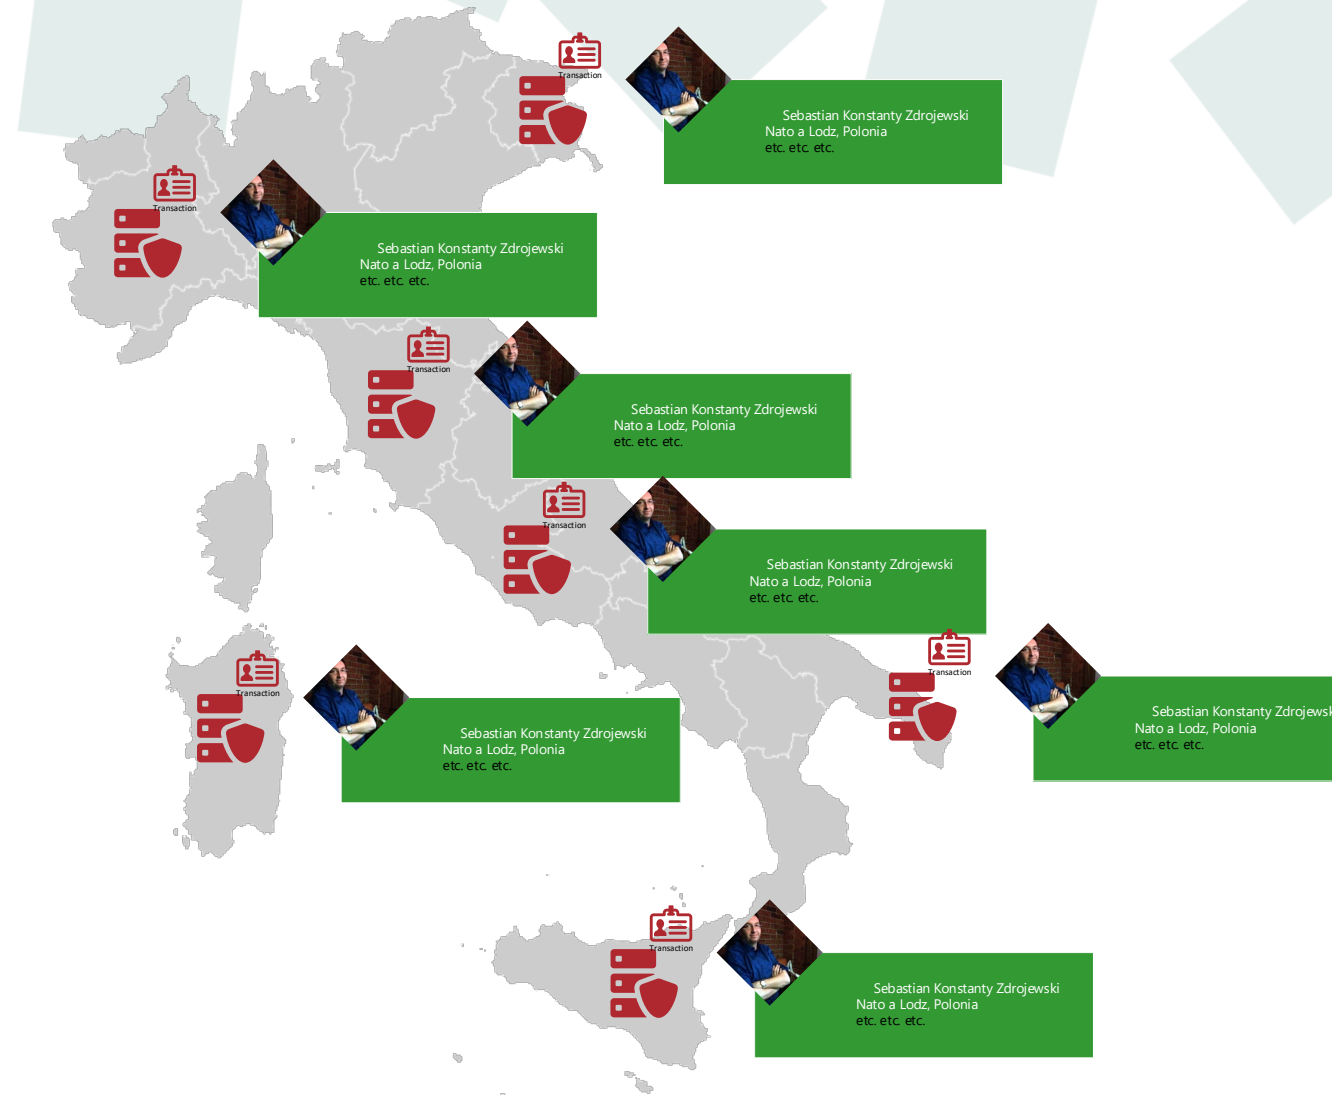 Transaction
Sebastian Konstanty Zdrojewski
Nato a Lodz, Polonia
etc. etc. etc.
Transaction
Sebastian Konstanty Zdrojewski
Nato a Lodz, Polonia
etc. etc. etc.
Transaction
Sebastian Konstanty Zdrojewski
Nato a Lodz, Polonia
etc. etc. etc.
Transaction
Sebastian Konstanty Zdrojewski
Nato a Lodz, Polonia
etc. etc. etc.
Transaction
Sebastian Konstanty Zdrojewsk
Nato a Lodz, Polonia
etc. etc. etc.
Transaction
Sebastian Konstanty Zdrojewski
Nato a Lodz, Polonia
etc. etc. etc.
Transaction
Sebastian Konstanty Zdrojewski
Nato a Lodz, Polonia
etc. etc. etc.